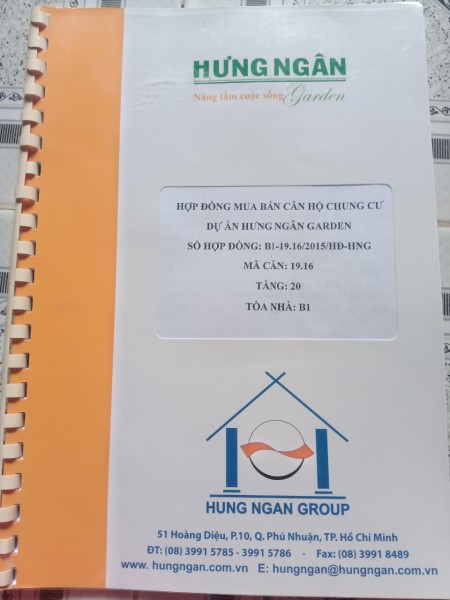 HƯNG NGÂN
Nâng tầm cuộc sống Garden
HỢP ĐỒNG MUA BÁN CĂN HỘ CHUNG CƯ
DỰ ÁN HƯNG NGÂN GARDEN
SỐ HỢP ĐỒNG: B1-19.16/2015/HĐ-HNG
MÃ CĂN: 19.16
TẦNG: 20
TÒA NHÀ: B1
HUNG NGAN GROUP
51 Hoàng Diệu, P.10, Q. Phú Nhuận, TP. Hồ Chí Minh
ĐT: (08) 3991 5785 - 3991 5786 - Fax: (08) 3991 8489
www. hungngan.com.vn E: hungngan@hungngan.com.vn